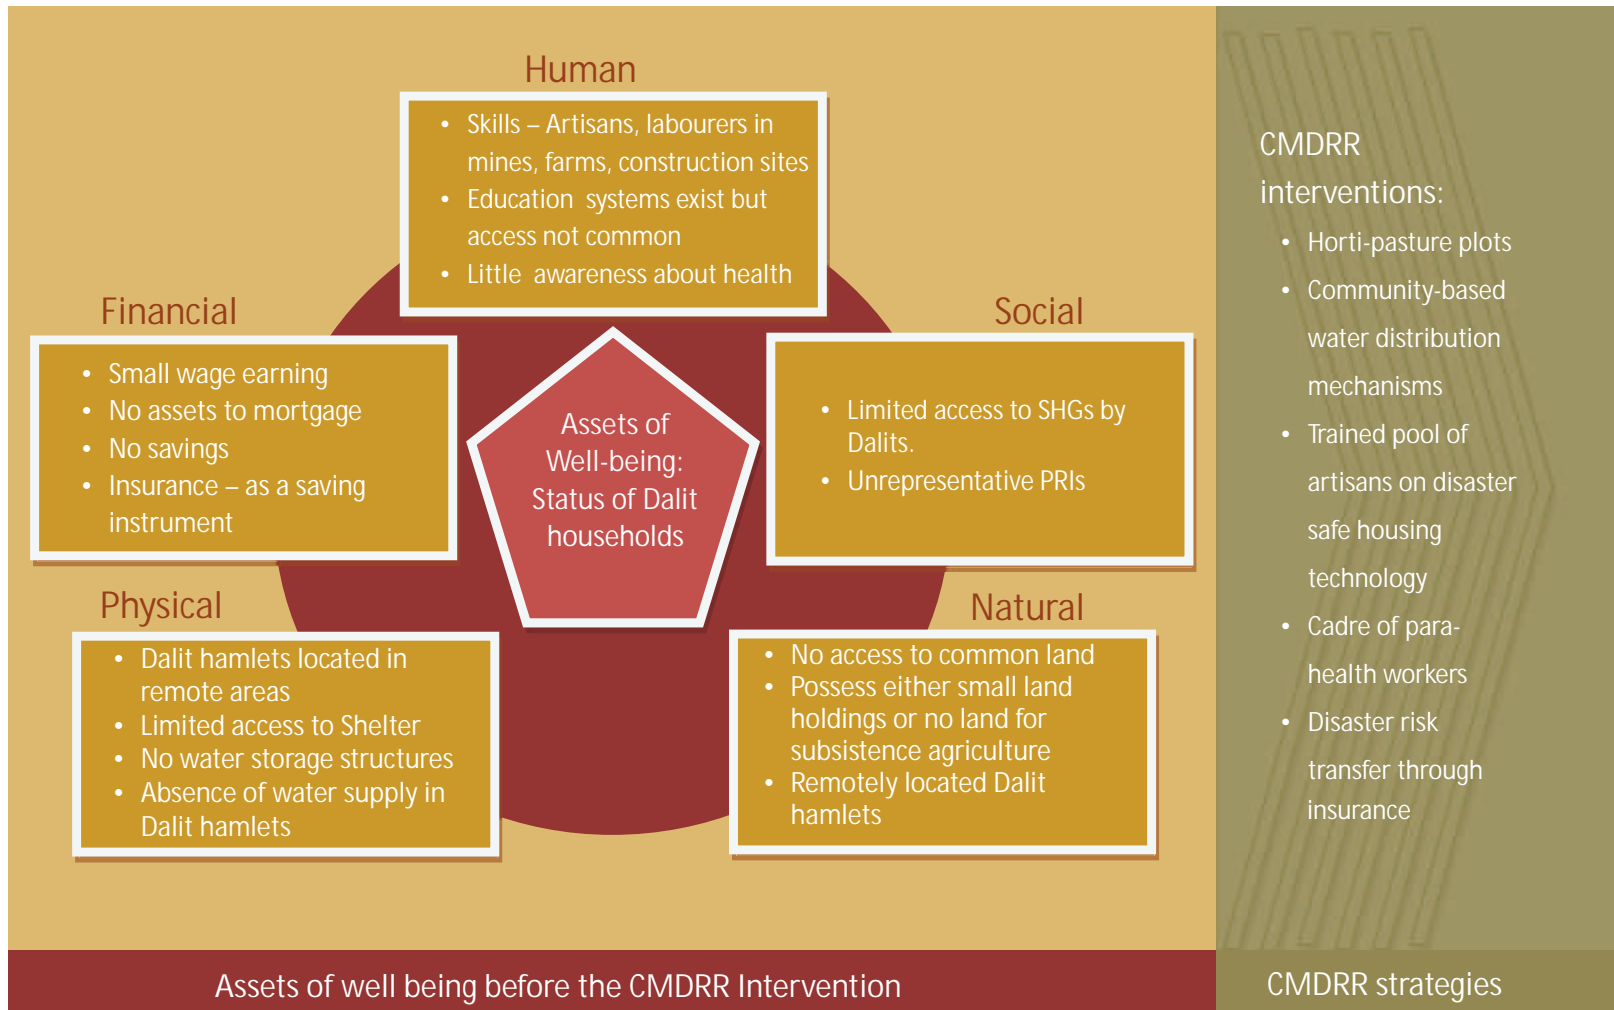 Human
• Skills – Artisans, labourers in
mines, farms, construction sites
• Education systems exist but
access not common
• Little awareness about health
Financial
• Small wage earning
• No assets to mortgage
• No savings
• Insurance – as a saving
instrument
Social
• Limited access to SHGs by
Dalits.
• Unrepresentative PRIs
Assets of
Well-being:
Status of Dalit
households
Physical
• Dalit hamlets located in
remote areas
• Limited access to Shelter
• No water storage structures
• Absence of water supply in
Dalit hamlets
Natural
• No access to common land
• Possess either small land
holdings or no land for
subsistence agriculture
• Remotely located Dalit
hamlets
Assets of well being before the CMDRR Intervention
CMDRR
interventions:
• Horti-pasture plots
• Community-based
water distribution
mechanisms
• Trained pool of
artisans on disaster
safe housing
technology
• Cadre of para-
health workers
• Disaster risk
transfer through
insurance
CMDRR strategies